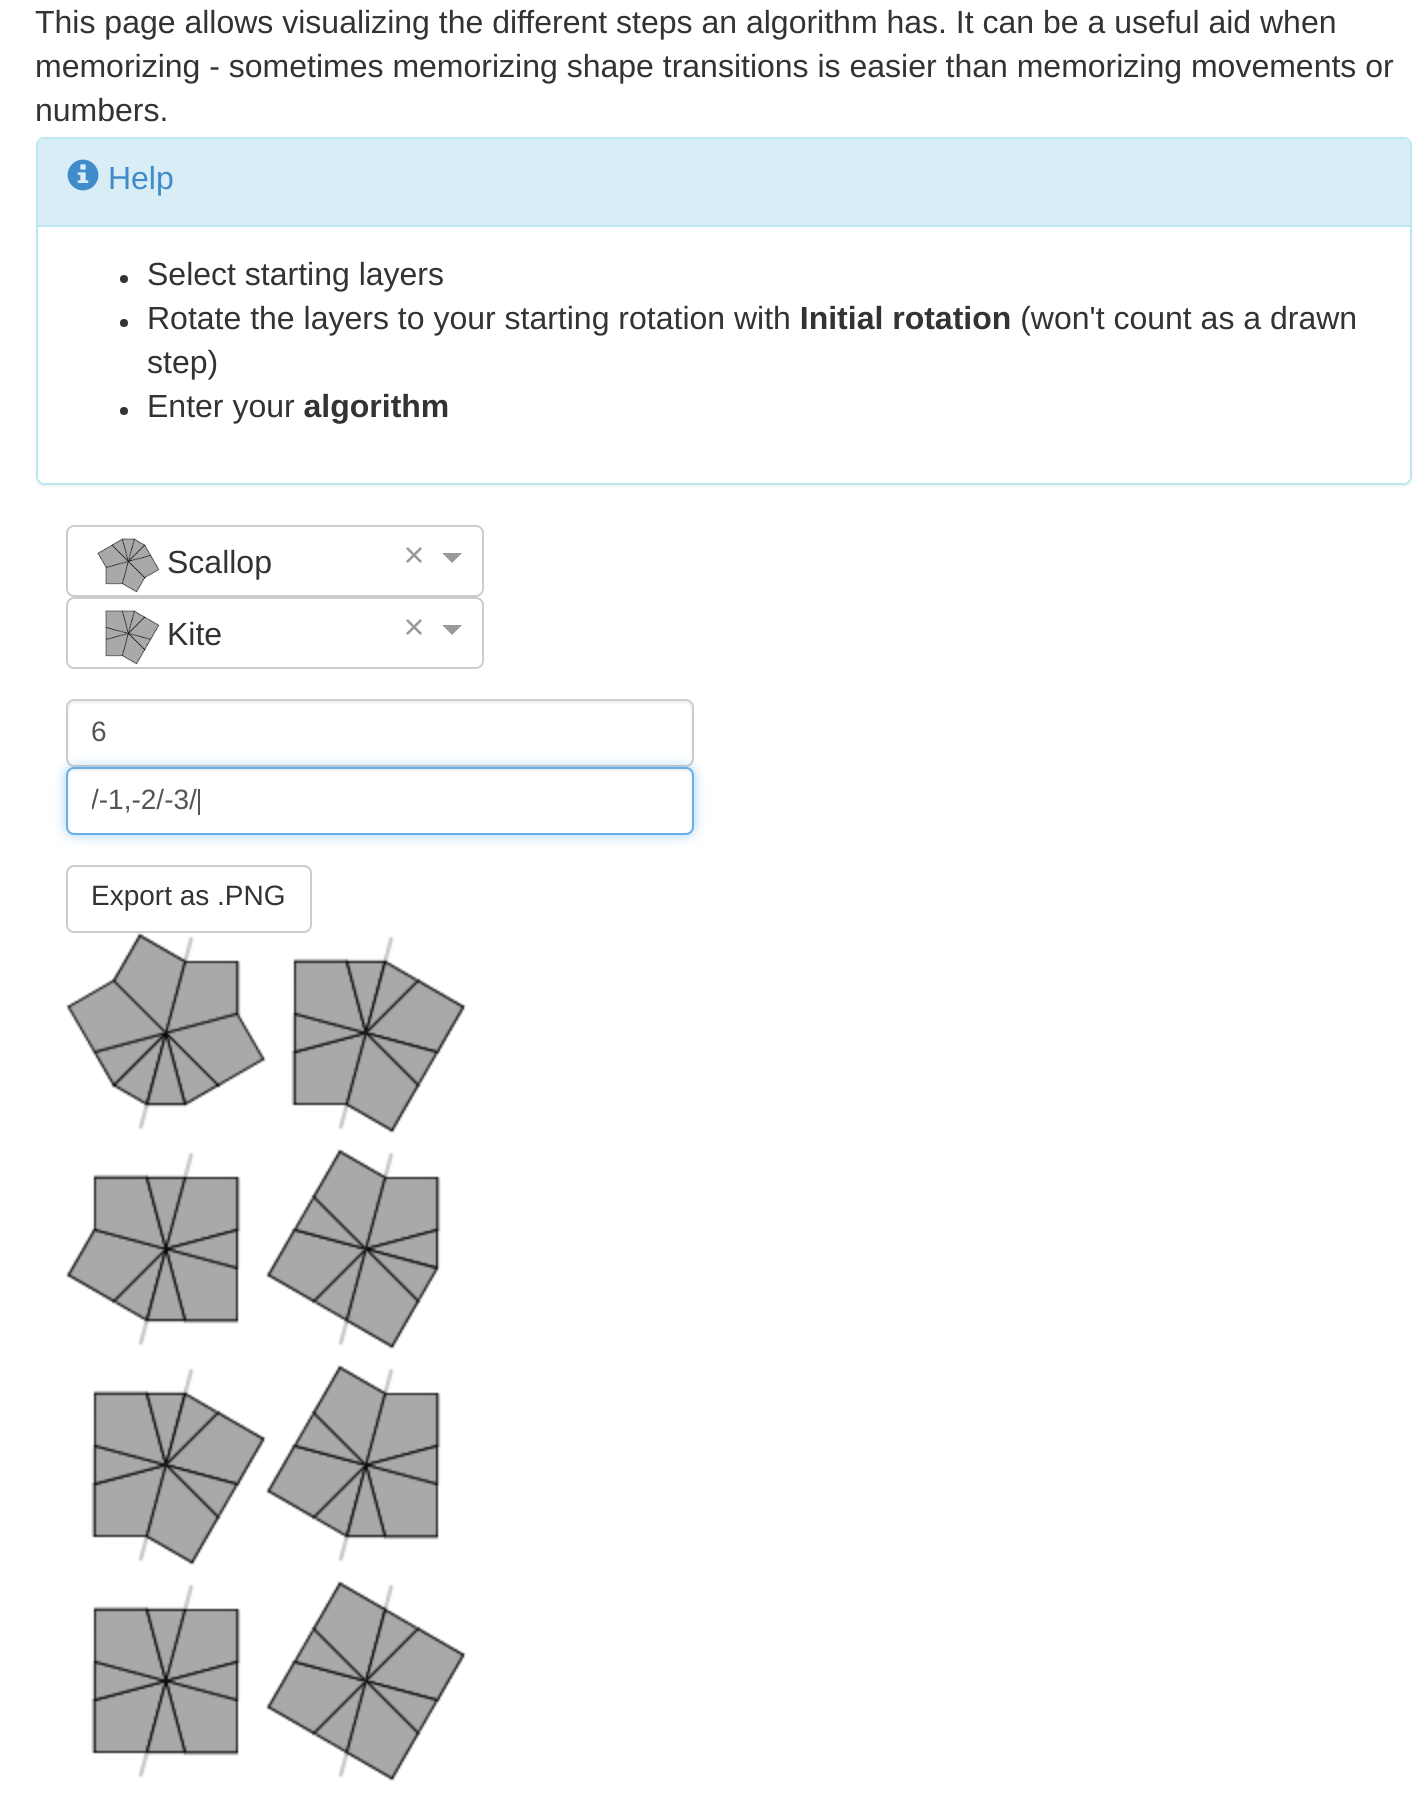 This page allows visualizing the different steps an algorithm has. It can be a useful aid when
memorizing - sometimes memorizing shape transitions is easier than memorizing movements or
numbers.
Help
Select starting layers
Rotate the layers to your starting rotation with Initial rotation (won't count as a drawn
step)
Enter your algorithm
Scallop
Kite
6
/-1,-2/-3/
Export as .PNG